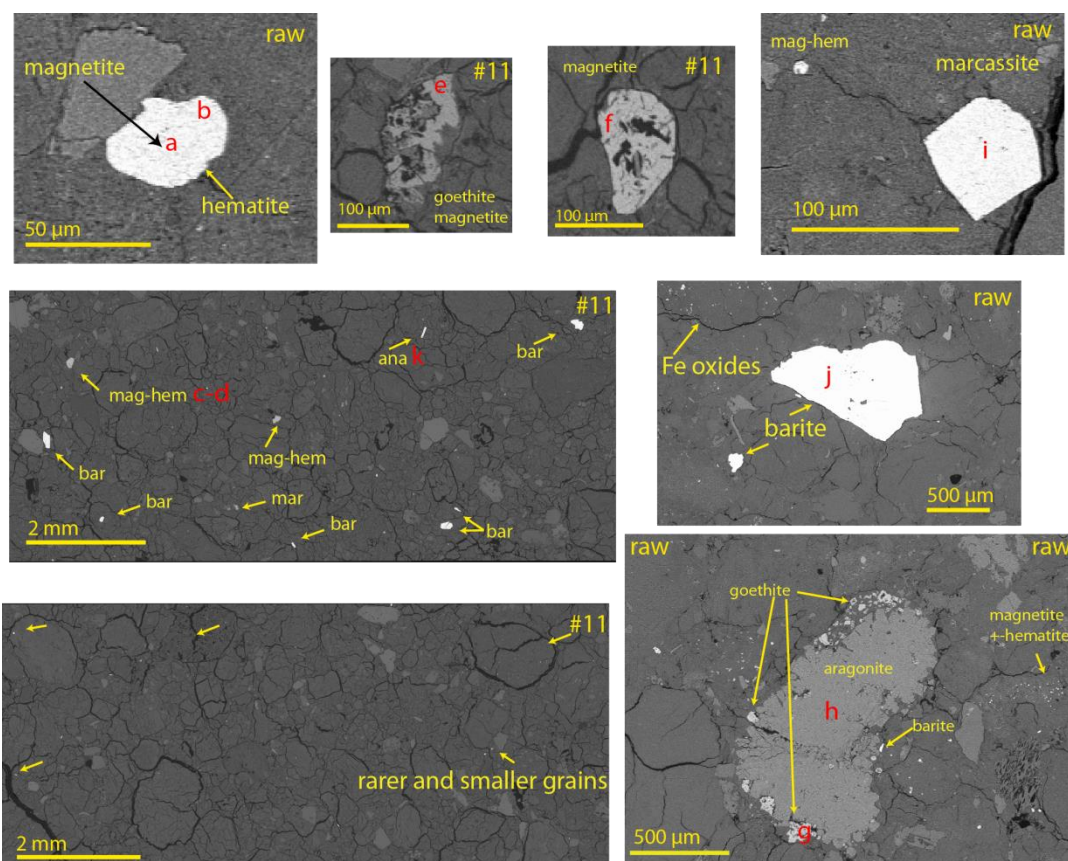 raw
magnetite
b
a
hematite
50 µm
#11
e
goethite
magnetite
100 µm
#11
magnetite
f
100 µm
raw
mag-hem
marcassite
i
100 µm
#11
ana k
bar
mag-hem c-d
mag-hem
bar
bar
mar
bar
bar
2 mm
raw
j
Fe oxides
barite
500 µm
#11
rarer and smaller grains
2 mm
raw
raw
goethite
magnetite
+-hematite
aragonite
h
barite
g
500 µm